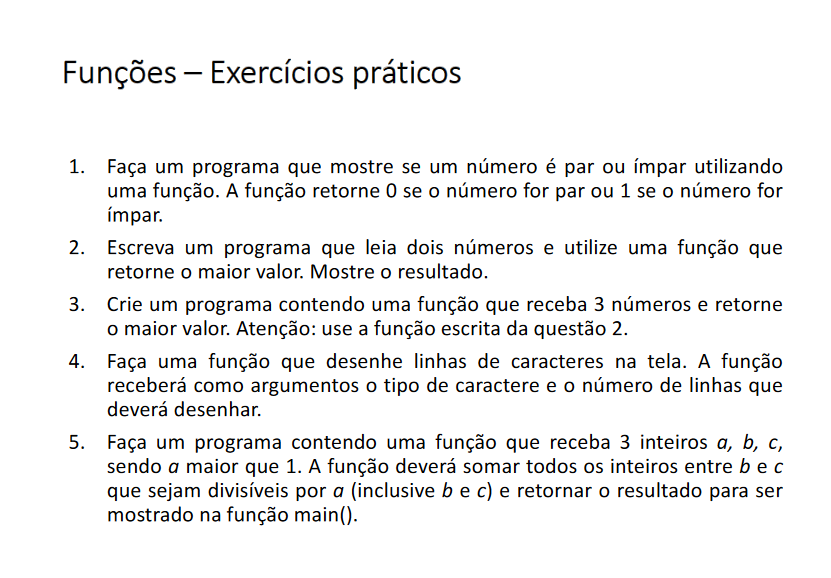 Funções – Exercícios práticos
1. Faça um programa que mostre se um número é par ou ímpar utilizando
uma função. A função retorne 0 se o número for par ou 1 se o número for
ímpar.
2. Escreva um programa que leia dois números e utilize uma função que
retorne o maior valor. Mostre o resultado.
3. Crie um programa contendo uma função que receba 3 números e retorne
o maior valor. Atenção: use a função escrita da questão 2.
4. Faça uma função que desenhe linhas de caracteres na tela. A função
receberá como argumentos o tipo de caractere e o número de linhas que
deverá desenhar.
5. Faça um programa contendo uma função que receba 3 inteiros a, b, c,
sendo a maior que 1. A função deverá somar todos os inteiros entre b e c
que sejam divisíveis por a (inclusive b e c) e retornar o resultado para ser
mostrado na função main().